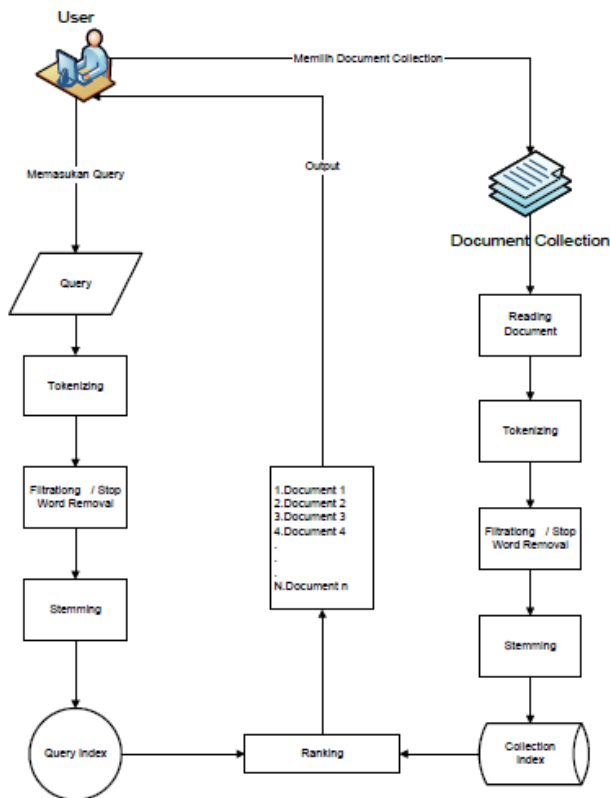 User
Memilih Document Collection
Memasukan Query
Output
Document Collection
Query
Reading
Document
Tokenizing
Tokenizing
Filtrationg / Stop
Word Removal
1.Document 1
2.Document 2
3.Document 3
4.Document 4
.
.
.
N.Document n
Filtrationg / Stop
Word Removal
Stemming
Stemming
Query Index
Ranking
Collection
Index